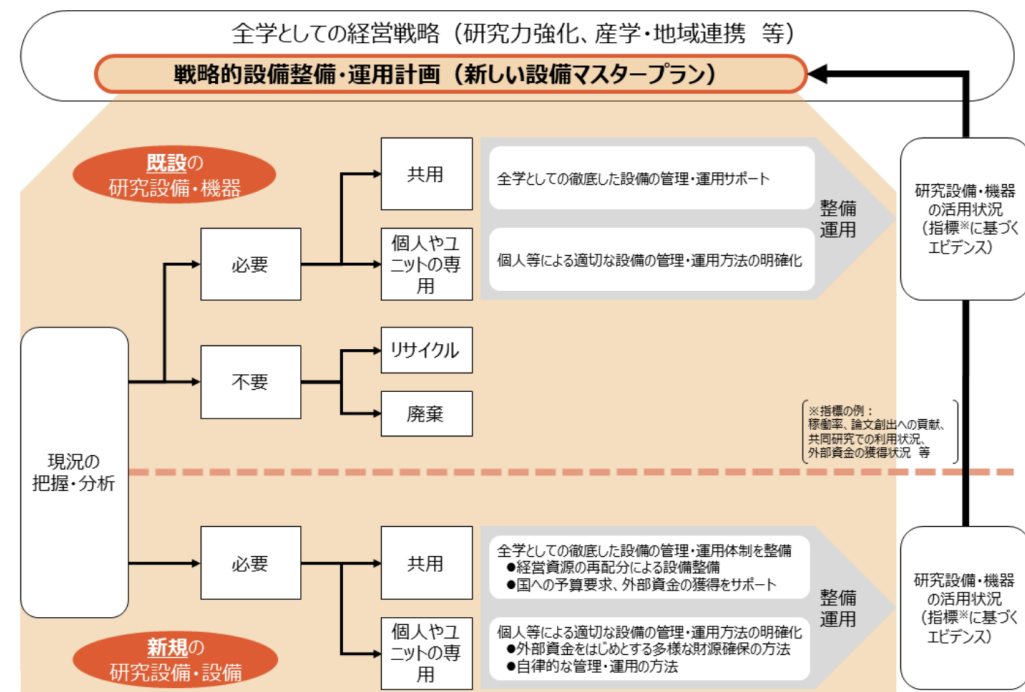 全学としての経営戦略（研究力強化、産学・地域連携 等）
戦略的設備整備・運用計画（新しい設備マスタープラン）
既設の
研究設備・機器
共用
全学としての徹底した設備の管理・運用サポート
整備
運用
研究設備・機器
の活用状況
（指標※に基づく
エビデンス）
必要
個人やユ
ニットの専
用
個人等による適切な設備の管理・運用方法の明確化
不要
リサイクル
廃棄
※指標の例：
稼働率、論文創出への貢献、
共同研究での利用状況、
外部資金の獲得状況 等
現況の
把握・分析
必要
共用
全学としての徹底した設備の管理・運用体制を整備
●経営資源の再配分による設備整備
●国への予算要求、外部資金の獲得をサポート
整備
運用
研究設備・機器
の活用状況
（指標※に基づく
エビデンス）
個人やユ
ニットの専
用
個人等による適切な設備の管理・運用方法の明確化
●外部資金をはじめとする多様な財源確保の方法
●自律的な管理・運用の方法
新規の
研究設備・設備